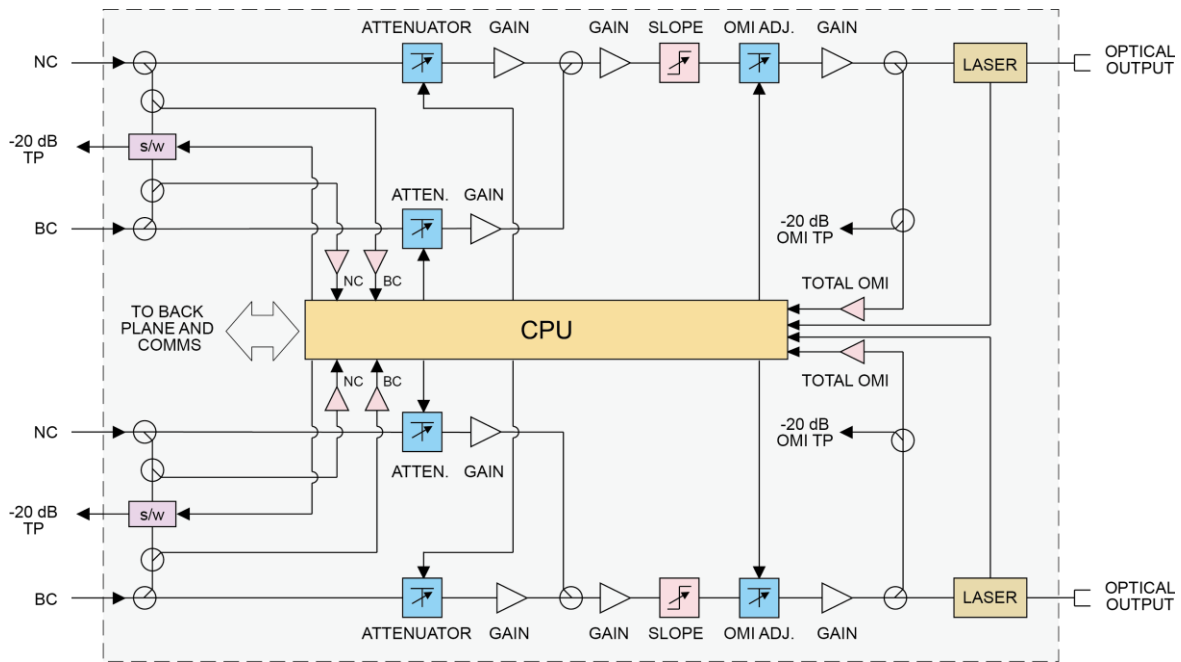 ATTENUATOR
GAIN
GAIN
SLOPE
OMI ADJ.
GAIN
NC
LASER
OPTICAL
OUTPUT
-20 dB
TP
s/w
ATTEN.
GAIN
BC
-20 dB
OMI TP
NC
BC
TOTAL OMI
TO BACK
PLANE AND
COMMS
CPU
NC
BC
TOTAL OMI
NC
-20 dB
OMI TP
ATTEN.
GAIN
-20 dB
TP
s/w
BC
LASER
OPTICAL
OUTPUT
ATTENUATOR
GAIN
GAIN
SLOPE
OMI ADJ.
GAIN